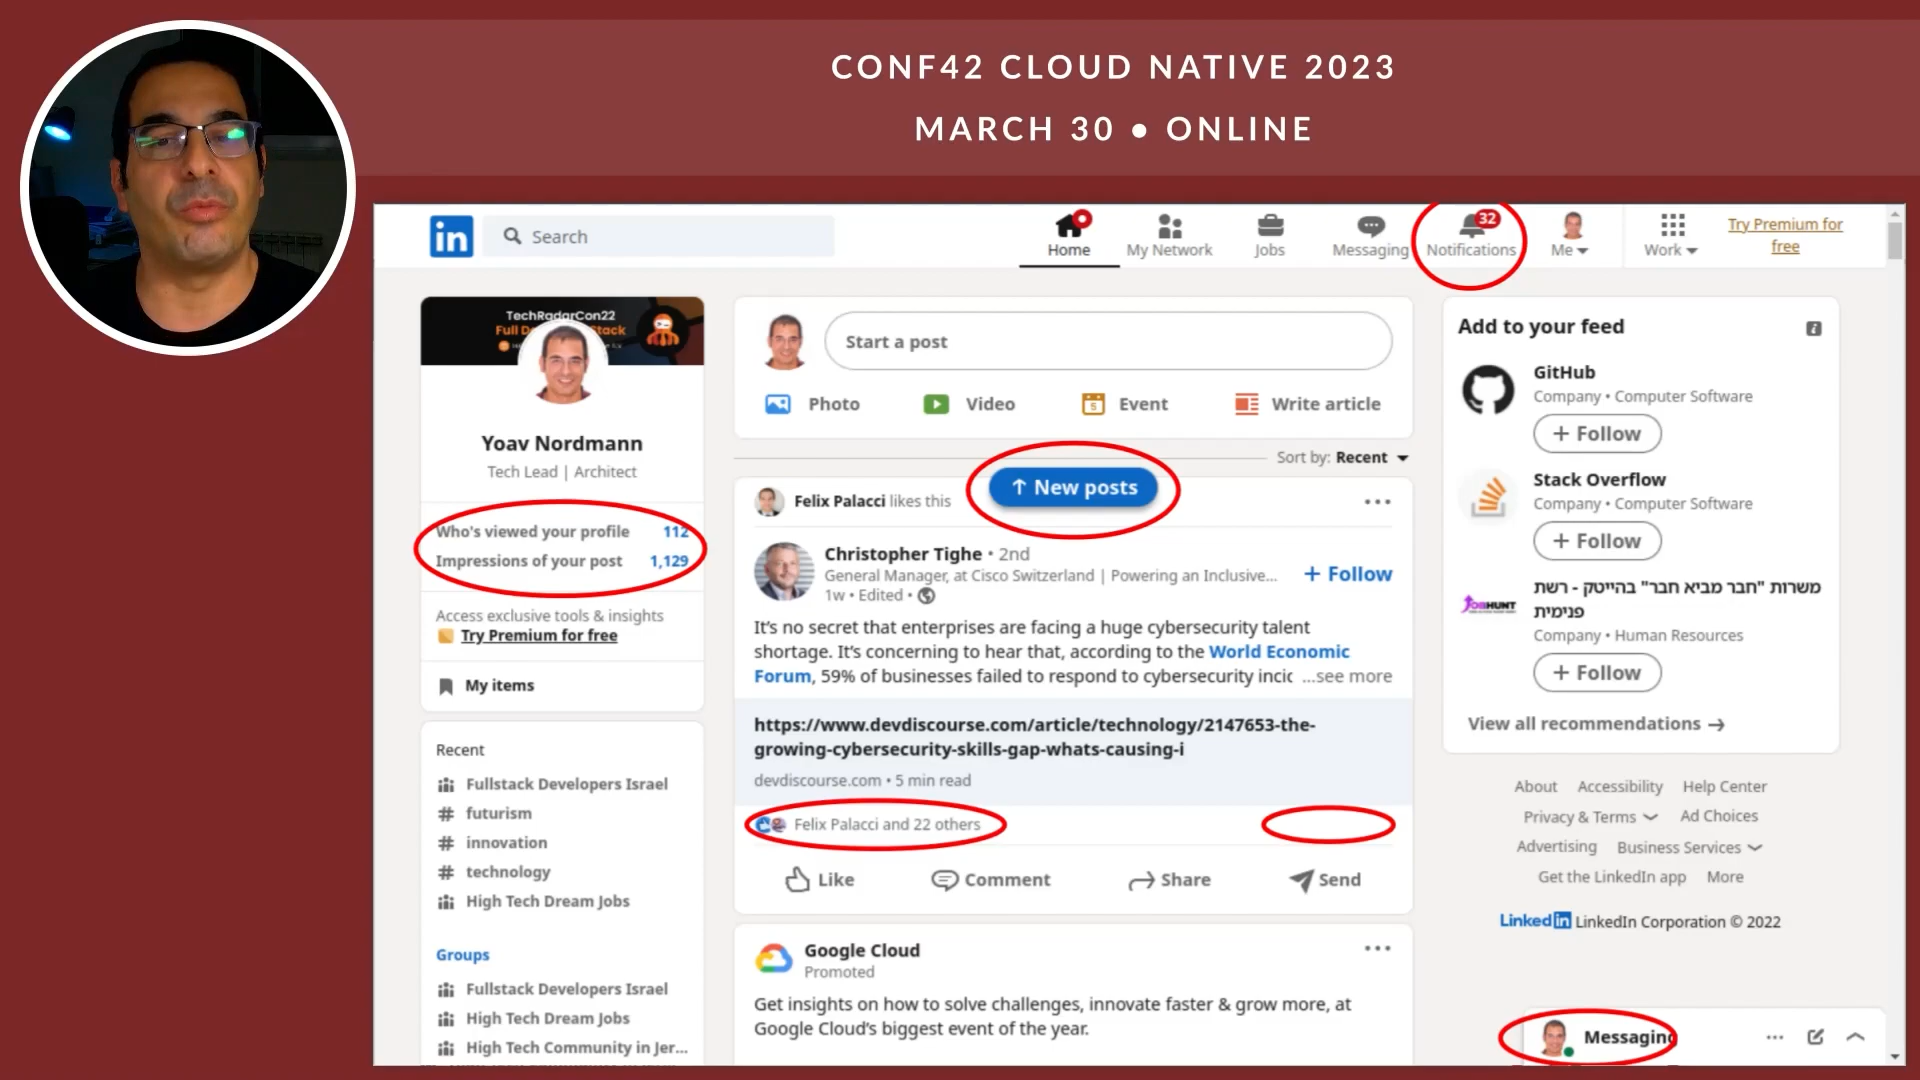 CONF42 CLOUD NATIVE 2023
MARCH 30 • ONLINE
in
Search
Home
My Network
Jobs
Messaging
32
Notifications
Me
Work
Try Premium for
free
TechRadarCon22
Yoav Nordmann
Tech Lead | Architect
Who's viewed your profile 112
Impressions of your post 1,129
Access exclusive tools & insights
Try Premium for free
My items
Recent
Fullstack Developers Israel
# futurism
# innovation
# technology
High Tech Dream Jobs
Groups
Fullstack Developers Israel
High Tech Dream Jobs
High Tech Community in Jer...
Start a post
Photo
Video
Event
Write article
Sort by: Recent
↑ New posts
Felix Palacci likes this
Christopher Tighe • 2nd
General Manager, at Cisco Switzerland | Powering an Inclusive...
1w • Edited •
+ Follow
It's no secret that enterprises are facing a huge cybersecurity talent
shortage. It's concerning to hear that, according to the World Economic
Forum, 59% of businesses failed to respond to cybersecurity incic ...see more
https://www.devdiscourse.com/article/technology/2147653-the-
growing-cybersecurity-skills-gap-whats-causing-i
devdiscourse.com • 5 min read
Felix Palacci and 22 others
Like
Comment
Share
Send
Google Cloud
Promoted
Get insights on how to solve challenges, innovate faster & grow more, at
Google Cloud's biggest event of the year.
Add to your feed
GitHub
Company • Computer Software
+ Follow
Stack Overflow
Company • Computer Software
+ Follow
JOBHUNT
משרות "חבר מביא חבר" בהייטק - רשת
פנימית
Company • Human Resources
+ Follow
View all recommendations →
About Accessibility Help Center
Privacy & Terms Ad Choices
Advertising Business Services
Get the LinkedIn app More
Linked in LinkedIn Corporation © 2022
Messaging